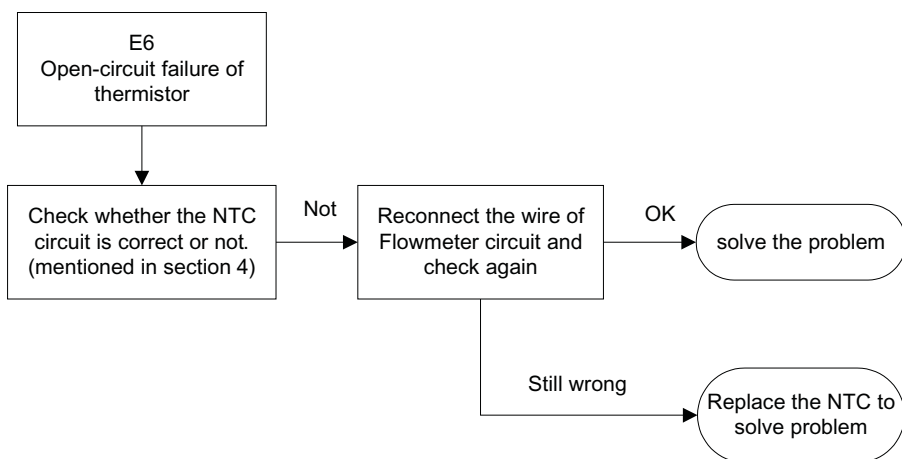 E6
Open-circuit failure of
thermistor
Check whether the NTC
circuit is correct or not.
(mentioned in section 4)
Not
Reconnect the wire of
Flowmeter circuit and
check again
OK
solve the problem
Still wrong
Replace the NTC to
solve problem